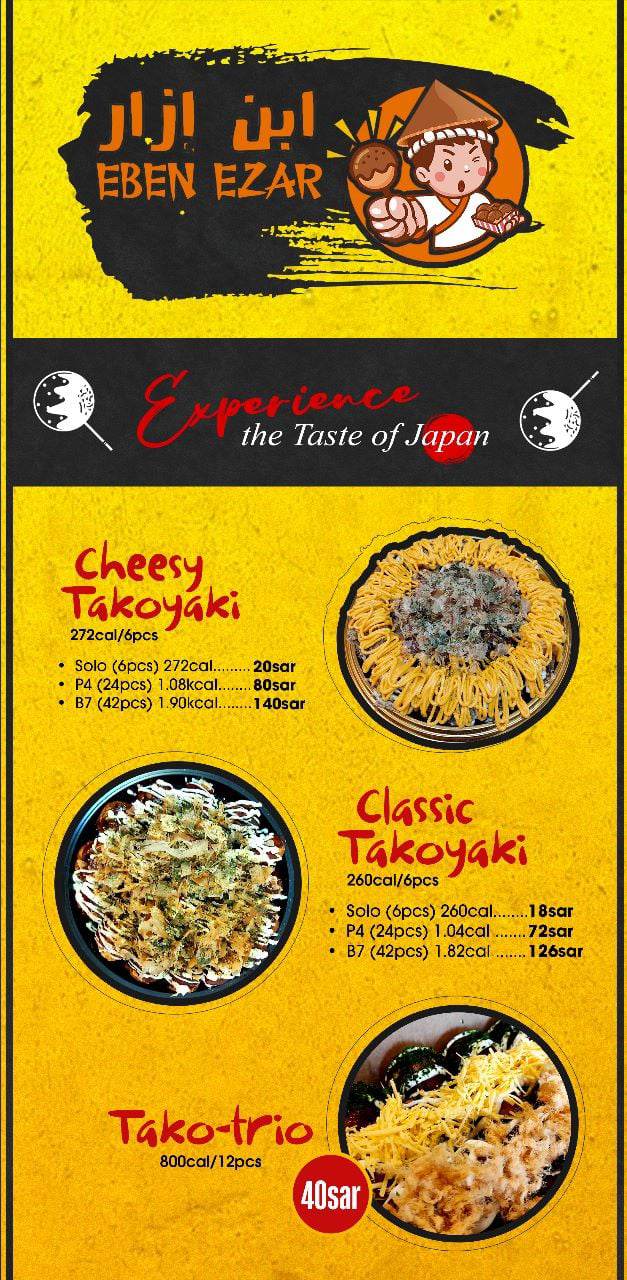 ابن إزار
EBEN EZAR
Experience
the Taste of Japan
Cheesy
Takoyaki
272cal/6pcs
• Solo (6pcs) 272cal.........20sar
• P4 (24pcs) 1.08kcal.......80sar
• B7 (42pcs) 1.90kcal.......140sar
Classic
Takoyaki
260cal/6pcs
• Solo (6pcs) 260cal........18sar
• P4 (24pcs) 1.04cal .......72sar
• B7 (42pcs) 1.82cal .......126sar
Tako-trio
800cal/12pcs
40sar